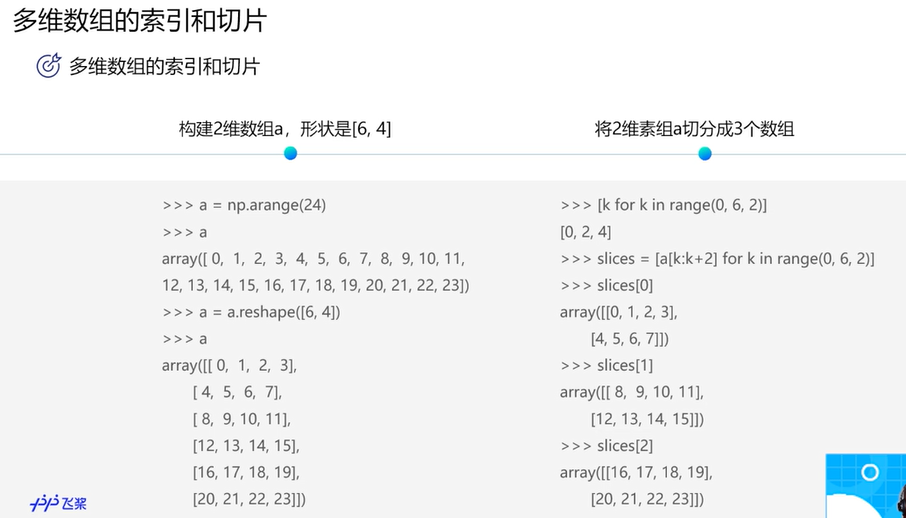 多维数组的索引和切片
多维数组的索引和切片
构建2维数组a，形状是[6, 4]
>>> a = np.arange(24)
>>> a
array([ 0,  1,  2,  3,  4,  5,  6,  7,  8,  9, 10, 11,
12, 13, 14, 15, 16, 17, 18, 19, 20, 21, 22, 23])
>>> a = a.reshape([6, 4])
>>> a
array([[ 0,  1,  2,  3],
[ 4,  5,  6,  7],
[ 8,  9, 10, 11],
[12, 13, 14, 15],
[16, 17, 18, 19],
[20, 21, 22, 23]])
将2维素组a切分成3个数组
>>> [k for k in range(0, 6, 2)]
[0, 2, 4]
>>> slices = [a[k:k+2] for k in range(0, 6, 2)]
>>> slices[0]
array([[0, 1, 2, 3],
[4, 5, 6, 7]])
>>> slices[1]
array([[ 8,  9, 10, 11],
[12, 13, 14, 15]])
>>> slices[2]
array([[16, 17, 18, 19],
[20, 21, 22, 23]])
飞桨